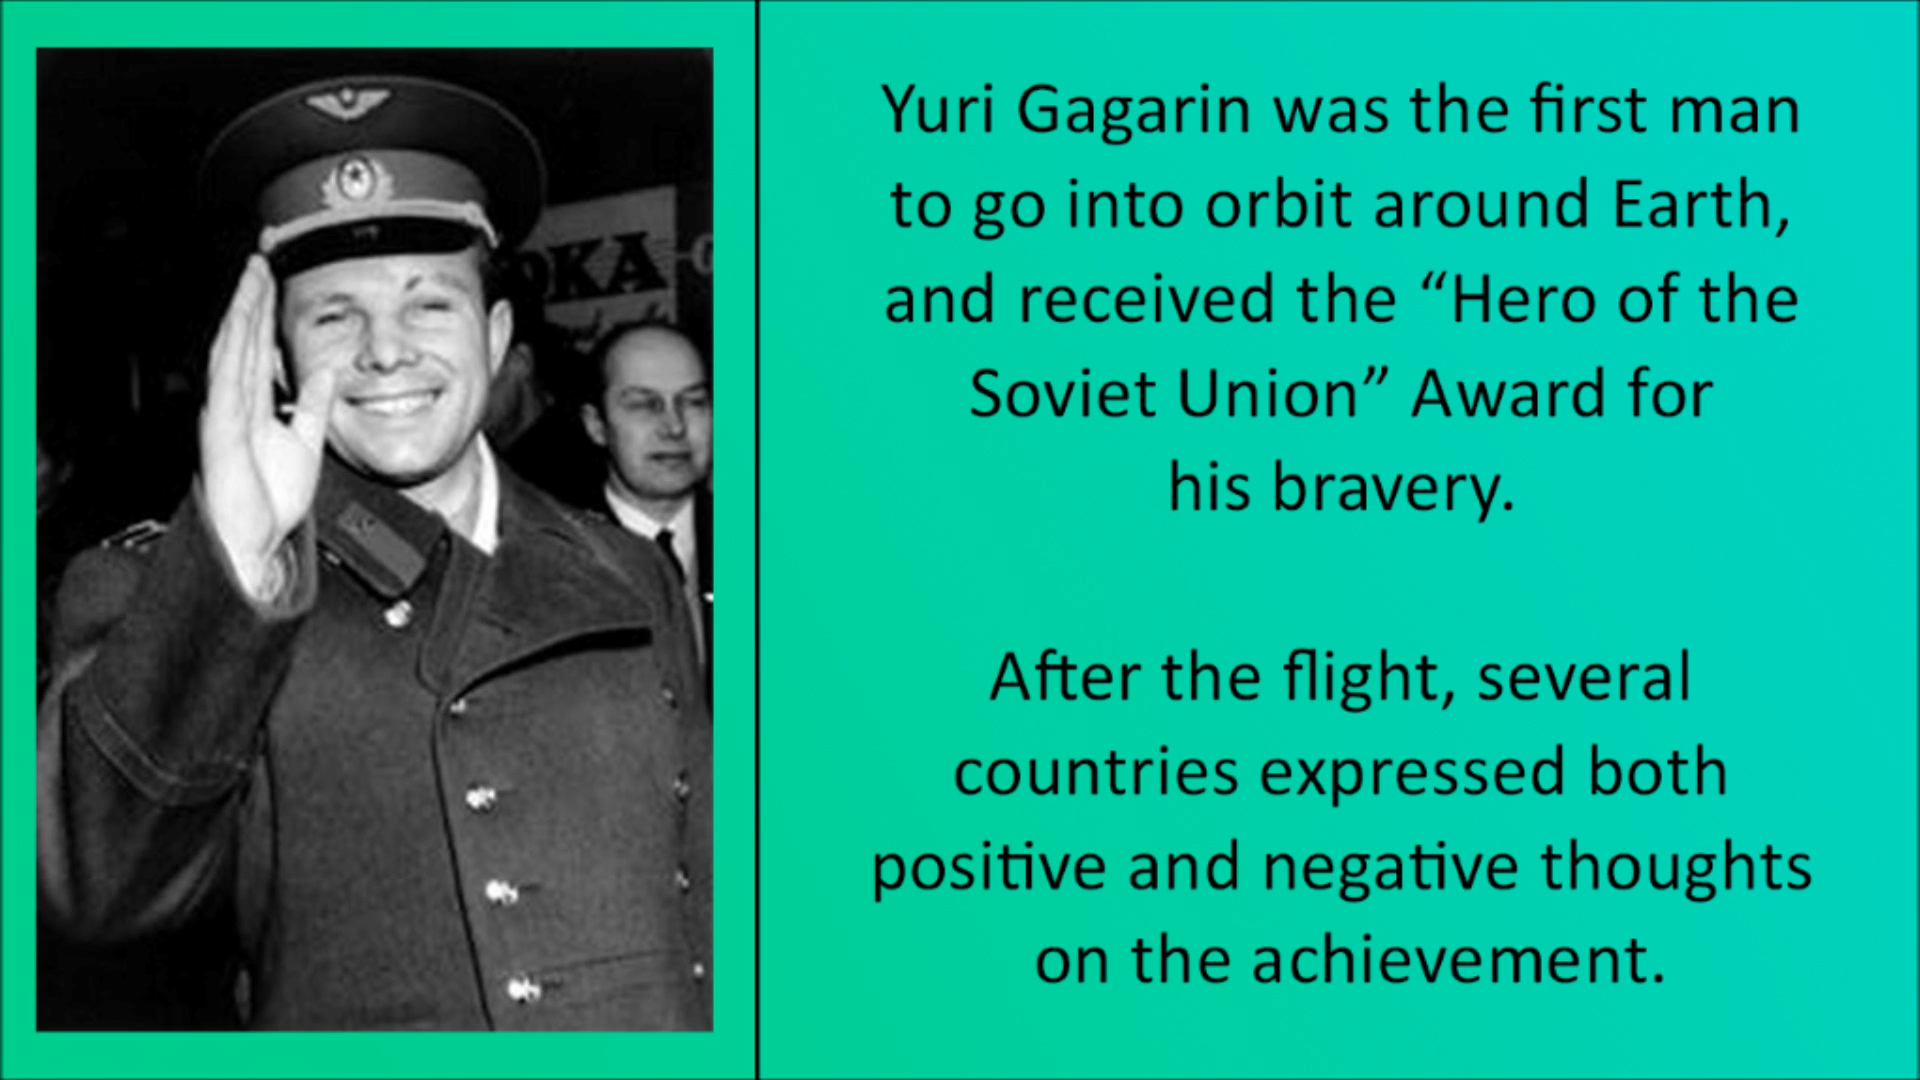 Yuri Gagarin was the first man
to go into orbit around Earth,
and received the “Hero of the
Soviet Union” Award for
his bravery.
After the flight, several
countries expressed both
positive and negative thoughts
on the achievement.